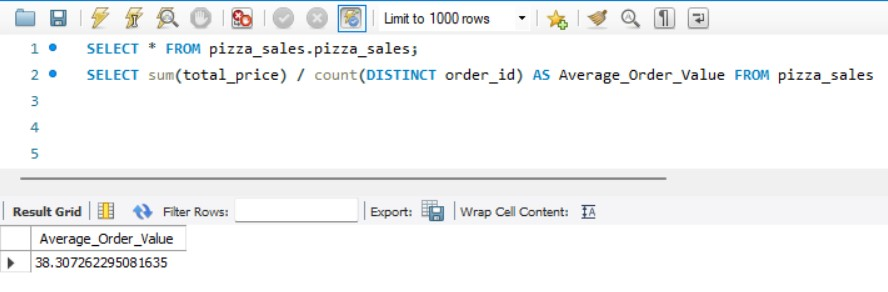 Limit to 1000 rows
1 SELECT * FROM pizza_sales.pizza_sales;
2 SELECT sum(total_price) / count(DISTINCT order_id) AS Average_Order_Value FROM pizza_sales
3
4
5
Result Grid Filter Rows: Export: Wrap Cell Content: IA
Average_Order_Value
38.307262295081635